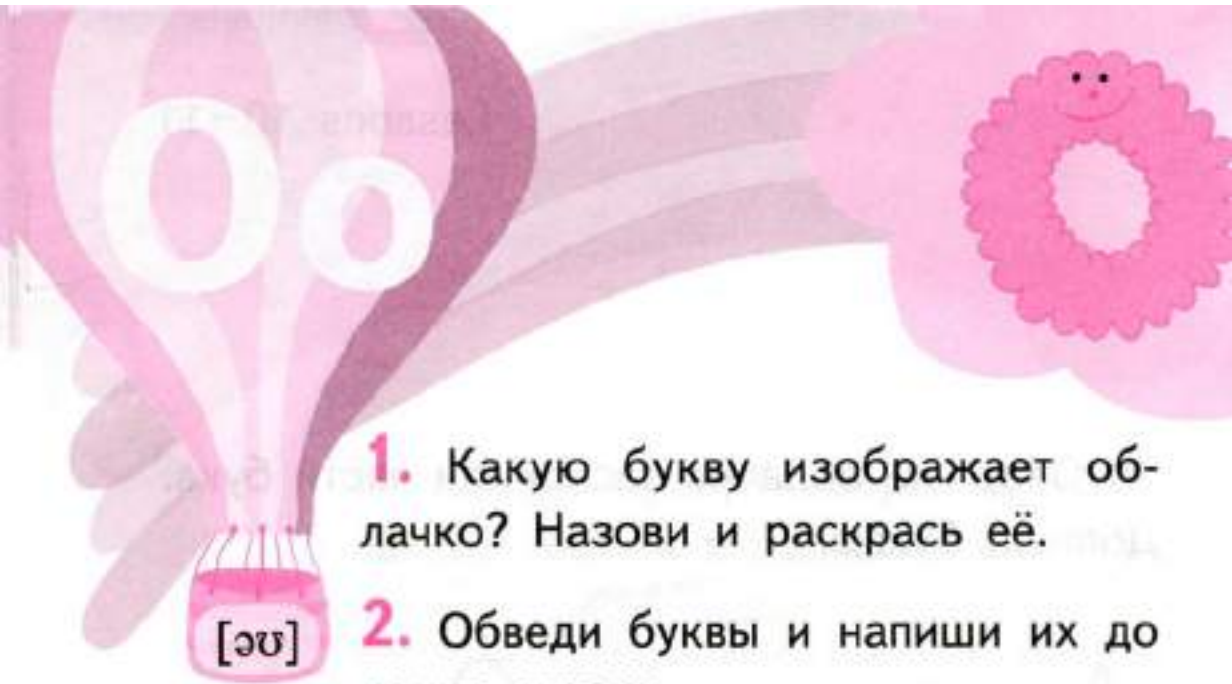 Oo
1. Какую букву изображает об-
лачко? Назови и раскрась её.
[əʊ]
2. Обведи буквы и напиши их до